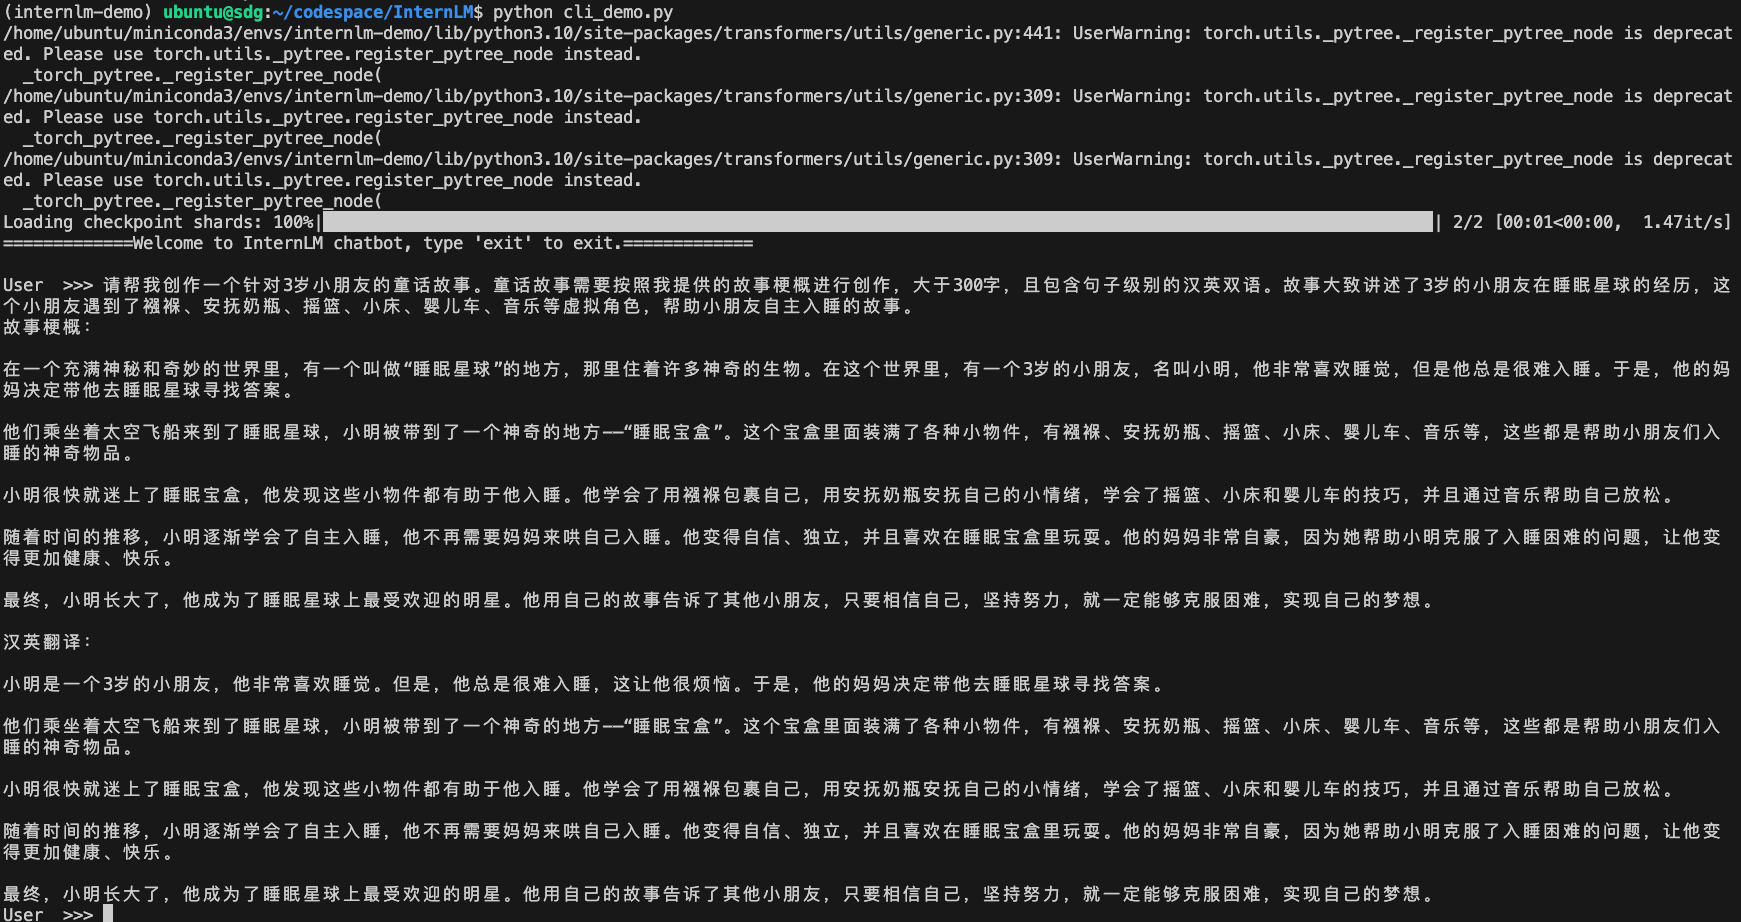 (internlm-demo) ubuntu@sdg:~/codespace/InternLM$ python cli_demo.py
/home/ubuntu/miniconda3/envs/internlm-demo/lib/python3.10/site-packages/transformers/utils/generic.py:441: UserWarning: torch.utils._pytree._register_pytree_node is deprecat
ed. Please use torch.utils._pytree.register_pytree_node instead.
  _torch_pytree._register_pytree_node(
/home/ubuntu/miniconda3/envs/internlm-demo/lib/python3.10/site-packages/transformers/utils/generic.py:309: UserWarning: torch.utils._pytree._register_pytree_node is deprecat
ed. Please use torch.utils._pytree.register_pytree_node instead.
  _torch_pytree._register_pytree_node(
/home/ubuntu/miniconda3/envs/internlm-demo/lib/python3.10/site-packages/transformers/utils/generic.py:309: UserWarning: torch.utils._pytree._register_pytree_node is deprecat
ed. Please use torch.utils._pytree.register_pytree_node instead.
  _torch_pytree._register_pytree_node(
Loading checkpoint shards: 100%|| 2/2 [00:01<00:00,  1.47it/s]
=============Welcome to InternLM chatbot, type 'exit' to exit.=============
User  >>> 请帮我创作一个针对3岁小朋友的童话故事。童话故事需要按照我提供的故事梗概进行创作，大于300字，且包含句子级别的汉英双语。故事大致讲述了3岁的小朋友在睡眠星球的经历，这
个小朋友遇到了襁褓、安抚奶瓶、摇篮、小床、婴儿车、音乐等虚拟角色，帮助小朋友自主入睡的故事。
故事梗概：
在一个充满神秘和奇妙的世界里，有一个叫做“睡眠星球”的地方，那里住着许多神奇的生物。在这个世界里，有一个3岁的小朋友，名叫小明，他非常喜欢睡觉，但是他总是很难入睡。于是，他的妈
妈决定带他去睡眠星球寻找答案。
他们乘坐着太空飞船来到了睡眠星球，小明被带到了一个神奇的地方——“睡眠宝盒”。这个宝盒里面装满了各种小物件，有襁褓、安抚奶瓶、摇篮、小床、婴儿车、音乐等，这些都是帮助小朋友们入
睡的神奇物品。
小明很快就迷上了睡眠宝盒，他发现这些小物件都有助于他入睡。他学会了用襁褓包裹自己，用安抚奶瓶安抚自己的小情绪，学会了摇篮、小床和婴儿车的技巧，并且通过音乐帮助自己放松。
随着时间的推移，小明逐渐学会了自主入睡，他不再需要妈妈来哄自己入睡。他变得自信、独立，并且喜欢在睡眠宝盒里玩耍。他的妈妈非常自豪，因为她帮助小明克服了入睡困难的问题，让他变
得更加健康、快乐。
最终，小明长大了，他成为了睡眠星球上最受欢迎的明星。他用自己的故事告诉了其他小朋友，只要相信自己，坚持努力，就一定能够克服困难，实现自己的梦想。
汉英翻译：
小明是一个3岁的小朋友，他非常喜欢睡觉。但是，他总是很难入睡，这让他很烦恼。于是，他的妈妈决定带他去睡眠星球寻找答案。
他们乘坐着太空飞船来到了睡眠星球，小明被带到了一个神奇的地方——“睡眠宝盒”。这个宝盒里面装满了各种小物件，有襁褓、安抚奶瓶、摇篮、小床、婴儿车、音乐等，这些都是帮助小朋友们入
睡的神奇物品。
小明很快就迷上了睡眠宝盒，他发现这些小物件都有助于他入睡。他学会了用襁褓包裹自己，用安抚奶瓶安抚自己的小情绪，学会了摇篮、小床和婴儿车的技巧，并且通过音乐帮助自己放松。
随着时间的推移，小明逐渐学会了自主入睡，他不再需要妈妈来哄自己入睡。他变得自信、独立，并且喜欢在睡眠宝盒里玩耍。他的妈妈非常自豪，因为她帮助小明克服了入睡困难的问题，让他变
得更加健康、快乐。
最终，小明长大了，他成为了睡眠星球上最受欢迎的明星。他用自己的故事告诉了其他小朋友，只要相信自己，坚持努力，就一定能够克服困难，实现自己的梦想。
User  >>>